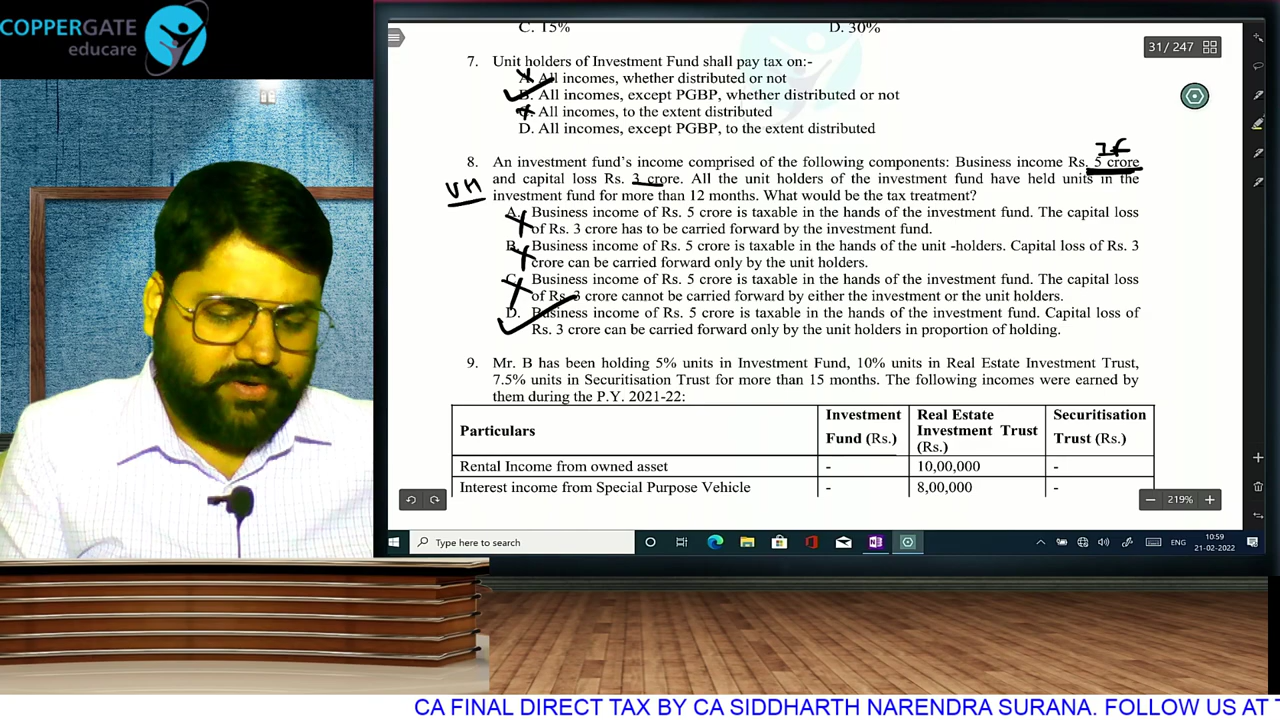 COPPERGATE
educare
C. 15%
D. 30%
31 / 247
7. Unit holders of Investment Fund shall pay tax on:-
A. All incomes, whether distributed or not
B. All incomes, except PGBP, whether distributed or not
C. All incomes, to the extent distributed
D. All incomes, except PGBP, to the extent distributed
IF
8. An investment fund's income comprised of the following components: Business income Rs. 5 crore
and capital loss Rs. 3 crore. All the unit holders of the investment fund have held units in the
UH
investment fund for more than 12 months. What would be the tax treatment?
A. Business income of Rs. 5 crore is taxable in the hands of the investment fund. The capital loss
of Rs. 3 crore has to be carried forward by the investment fund.
B. Business income of Rs. 5 crore is taxable in the hands of the unit -holders. Capital loss of Rs. 3
crore can be carried forward only by the unit holders.
C. Business income of Rs. 5 crore is taxable in the hands of the investment fund. The capital loss
of Rs. 3 crore cannot be carried forward by either the investment or the unit holders.
D. Business income of Rs. 5 crore is taxable in the hands of the investment fund. Capital loss of
Rs. 3 crore can be carried forward only by the unit holders in proportion of holding.
9. Mr. B has been holding 5% units in Investment Fund, 10% units in Real Estate Investment Trust,
7.5% units in Securitisation Trust for more than 15 months. The following incomes were earned by
them during the P.Y. 2021-22:
Particulars
Investment
Fund (Rs.)
Real Estate
Investment Trust
(Rs.)
Securitisation
Trust (Rs.)
Rental Income from owned asset - 10,00,000 -
Interest income from Special Purpose Vehicle - 8,00,000 -
219%
Type here to search
ENG
10:59
21-02-2022
CA FINAL DIRECT TAX BY CA SIDDHARTH NARENDRA SURANA. FOLLOW US AT